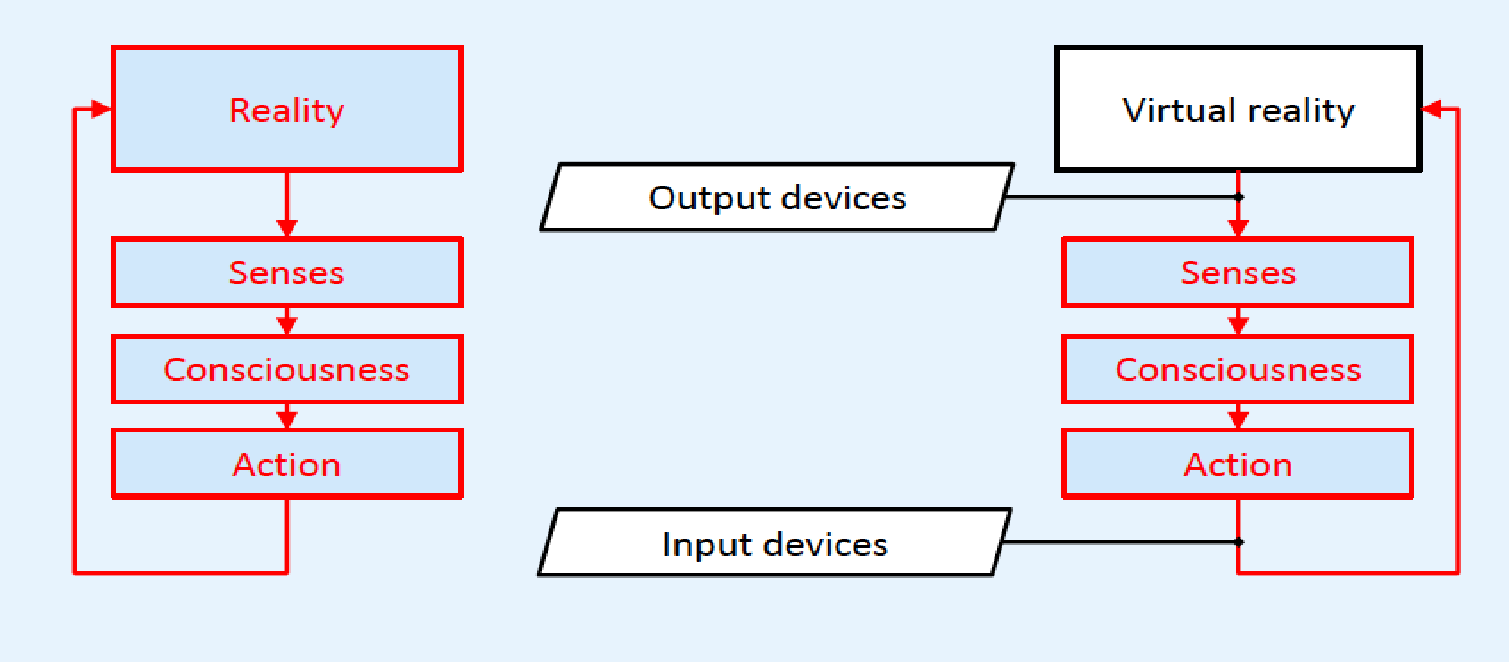 Reality
Senses
Consciousness
Action
Output devices
Input devices
Virtual reality
Senses
Consciousness
Action